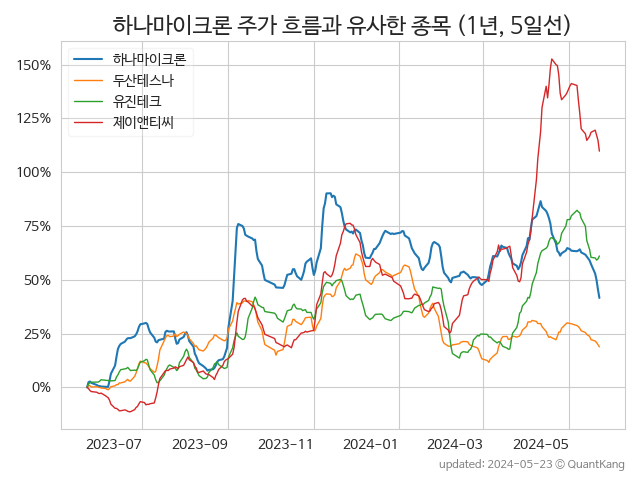 하나마이크론 주가 흐름과 유사한 종목 (1년, 5일선)
하나마이크론
두산테스나
유진테크
제이앤티씨
150%
125%
100%
75%
50%
25%
0%
2023-07
2023-09
2023-11
2024-01
2024-03
2024-05
updated: 2024-05-23 © QuantKang